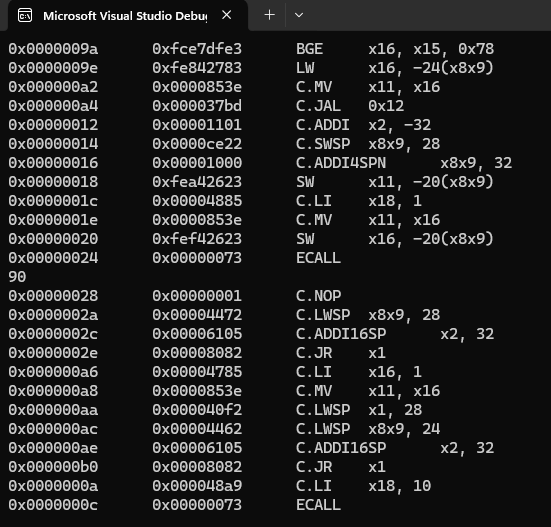 Microsoft Visual Studio Debug
0x0000009a 0xfce7dfe3 BGE x16, x15, 0x78
0x0000009e 0xfe842783 LW x16, -24(x8x9)
0x000000a2 0x0000853e C.MV x11, x16
0x000000a4 0x000037bd C.JAL 0x12
0x00000012 0x00001101 C.ADDI x2, -32
0x00000014 0x0000ce22 C.SWSP x8x9, 28
0x00000016 0x00001000 C.ADDI4SPN x8x9, 32
0x00000018 0xfea42623 SW x11, -20(x8x9)
0x0000001c 0x00004885 C.LI x18, 1
0x0000001e 0x0000853e C.MV x11, x16
0x00000020 0xfef42623 SW x16, -20(x8x9)
0x00000024 0x00000073 ECALL
90
0x00000028 0x00000001 C.NOP
0x0000002a 0x00004472 C.LWSP x8x9, 28
0x0000002c 0x00006105 C.ADDI16SP x2, 32
0x0000002e 0x00008082 C.JR x1
0x000000a6 0x00004785 C.LI x16, 1
0x000000a8 0x0000853e C.MV x11, x16
0x000000aa 0x000040f2 C.LWSP x1, 28
0x000000ac 0x00004462 C.LWSP x8x9, 24
0x000000ae 0x00006105 C.ADDI16SP x2, 32
0x000000b0 0x00008082 C.JR x1
0x0000000a 0x000048a9 C.LI x18, 10
0x0000000c 0x00000073 ECALL